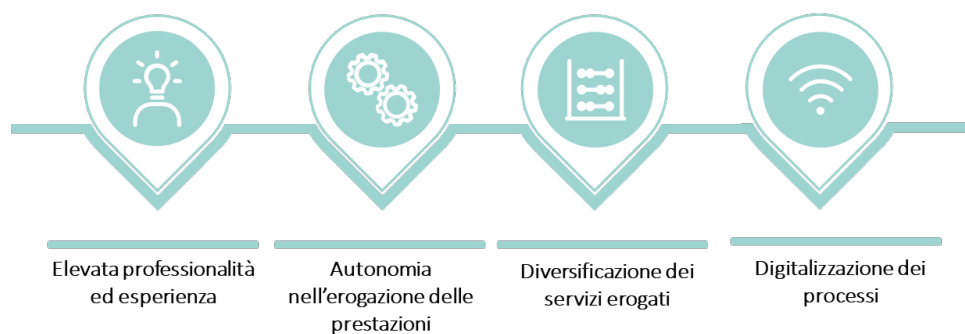 Elevata professionalità
ed esperienza
Autonomia
nell’erogazione delle
prestazioni
Diversificazione dei
servizi erogati
Digitalizzazione dei
processi